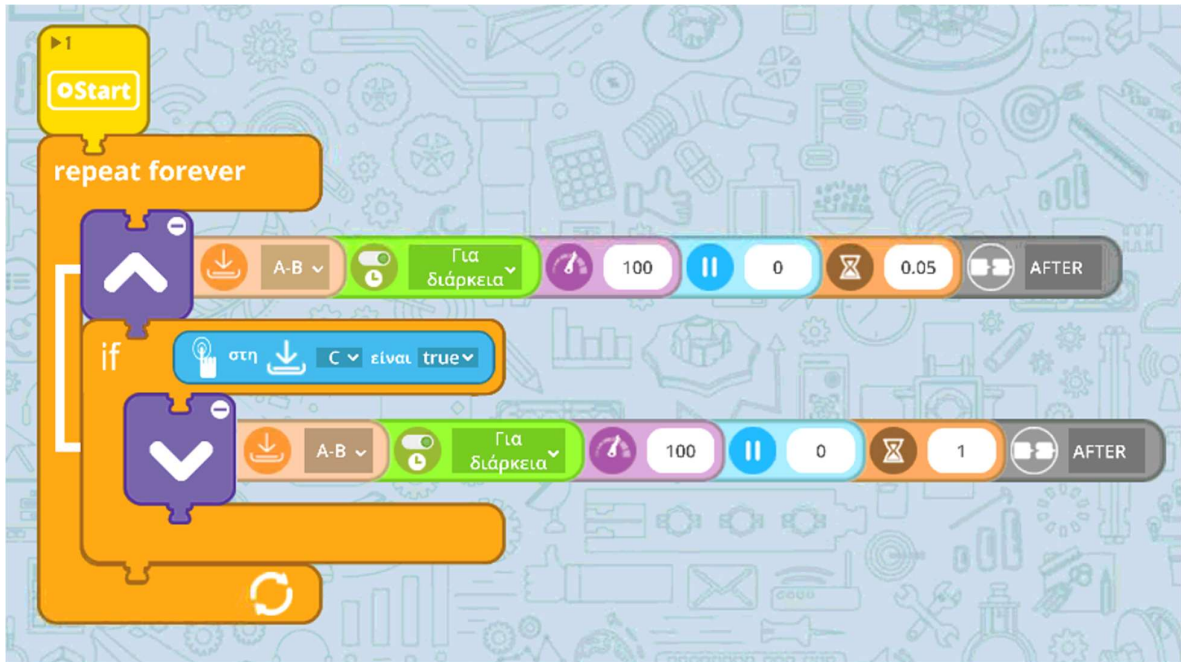 1
Start
repeat forever
A-B Για διάρκεια 100 0 0.05 AFTER
if στη C είναι true
A-B Για διάρκεια 100 0 1 AFTER